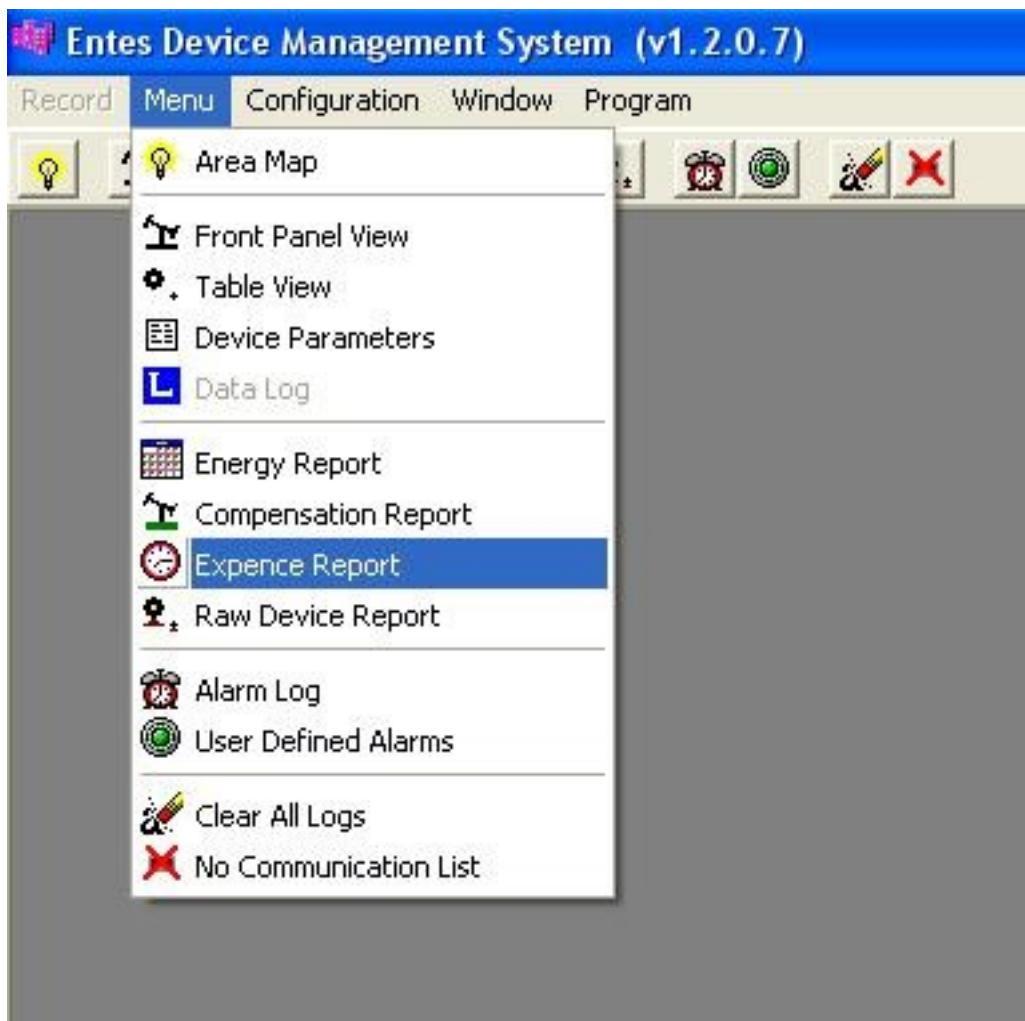 Entes Device Management System (v1.2.0.7)
Record Menu Configuration Window Program
Area Map
Front Panel View
Table View
Device Parameters
L Data Log
Energy Report
Compensation Report
Expence Report
Raw Device Report
Alarm Log
User Defined Alarms
Clear All Logs
No Communication List